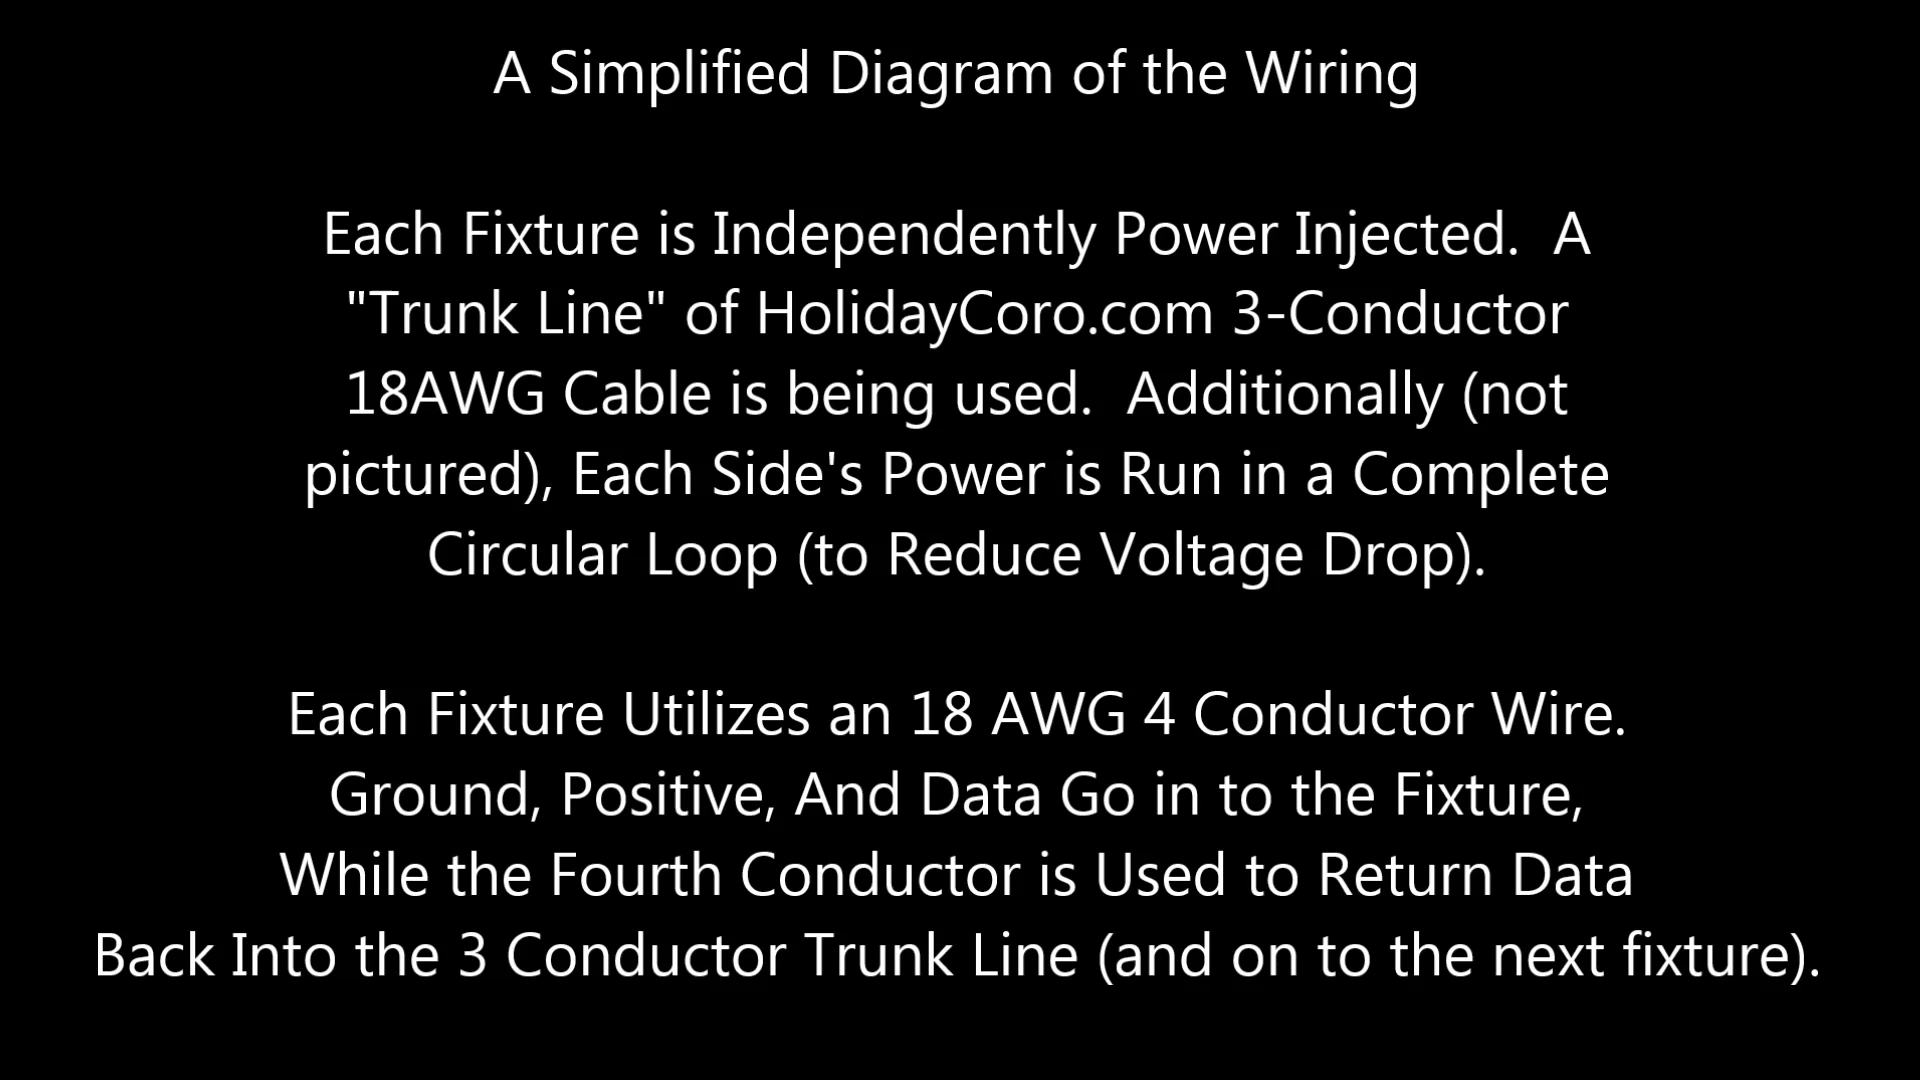 A Simplified Diagram of the Wiring
Each Fixture is Independently Power Injected.  A
"Trunk Line" of HolidayCoro.com 3-Conductor
18AWG Cable is being used.  Additionally (not
pictured), Each Side's Power is Run in a Complete
Circular Loop (to Reduce Voltage Drop).
Each Fixture Utilizes an 18 AWG 4 Conductor Wire.
Ground, Positive, And Data Go in to the Fixture,
While the Fourth Conductor is Used to Return Data
Back Into the 3 Conductor Trunk Line (and on to the next fixture).